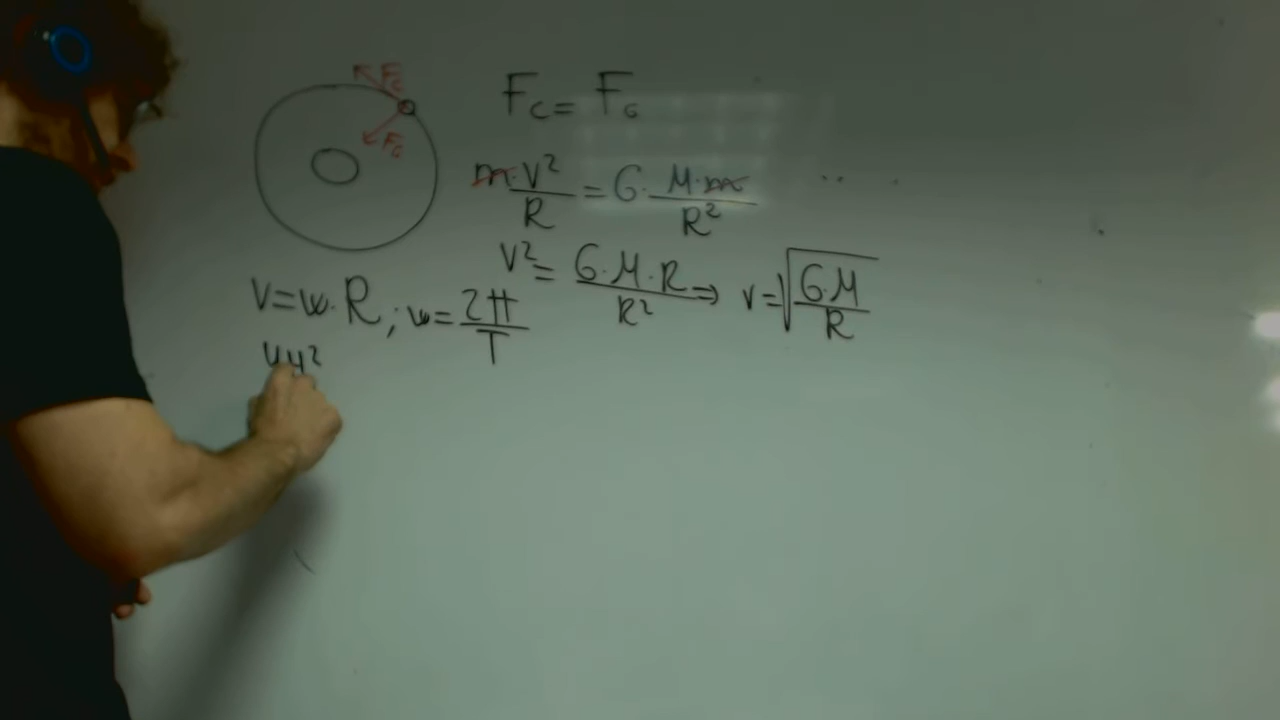 F_C = F_G
F_C
F_G
m·V²/R = G·M·m/R²
V² = G·M·R/R² ⇒ V = √(G·M/R)
V = ω·R ; ω = 2π/T